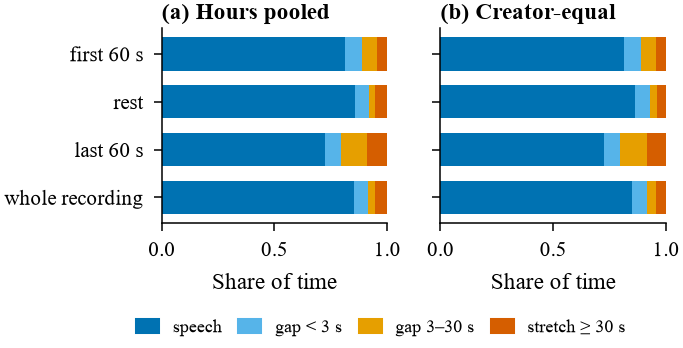 (a) Hours pooled
(b) Creator-equal
first 60 s
rest
last 60 s
whole recording
0.0 0.5 1.0
0.0 0.5 1.0
Share of time
Share of time
speech gap < 3 s gap 3–30 s stretch ≥ 30 s